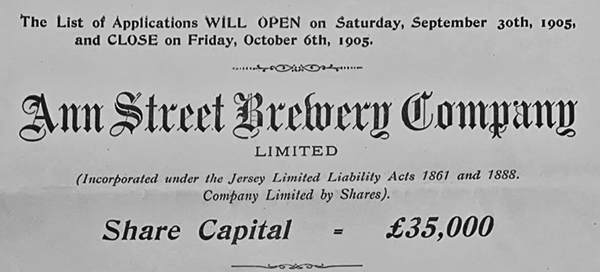 The List of Applications WILL OPEN on Saturday, September 30th, 1905,
and CLOSE on Friday, October 6th, 1905.
Ann Street Brewery Company
LIMITED
(Incorporated under the Jersey Limited Liability Acts 1861 and 1888.
Company Limited by Shares).
Share Capital - £35,000